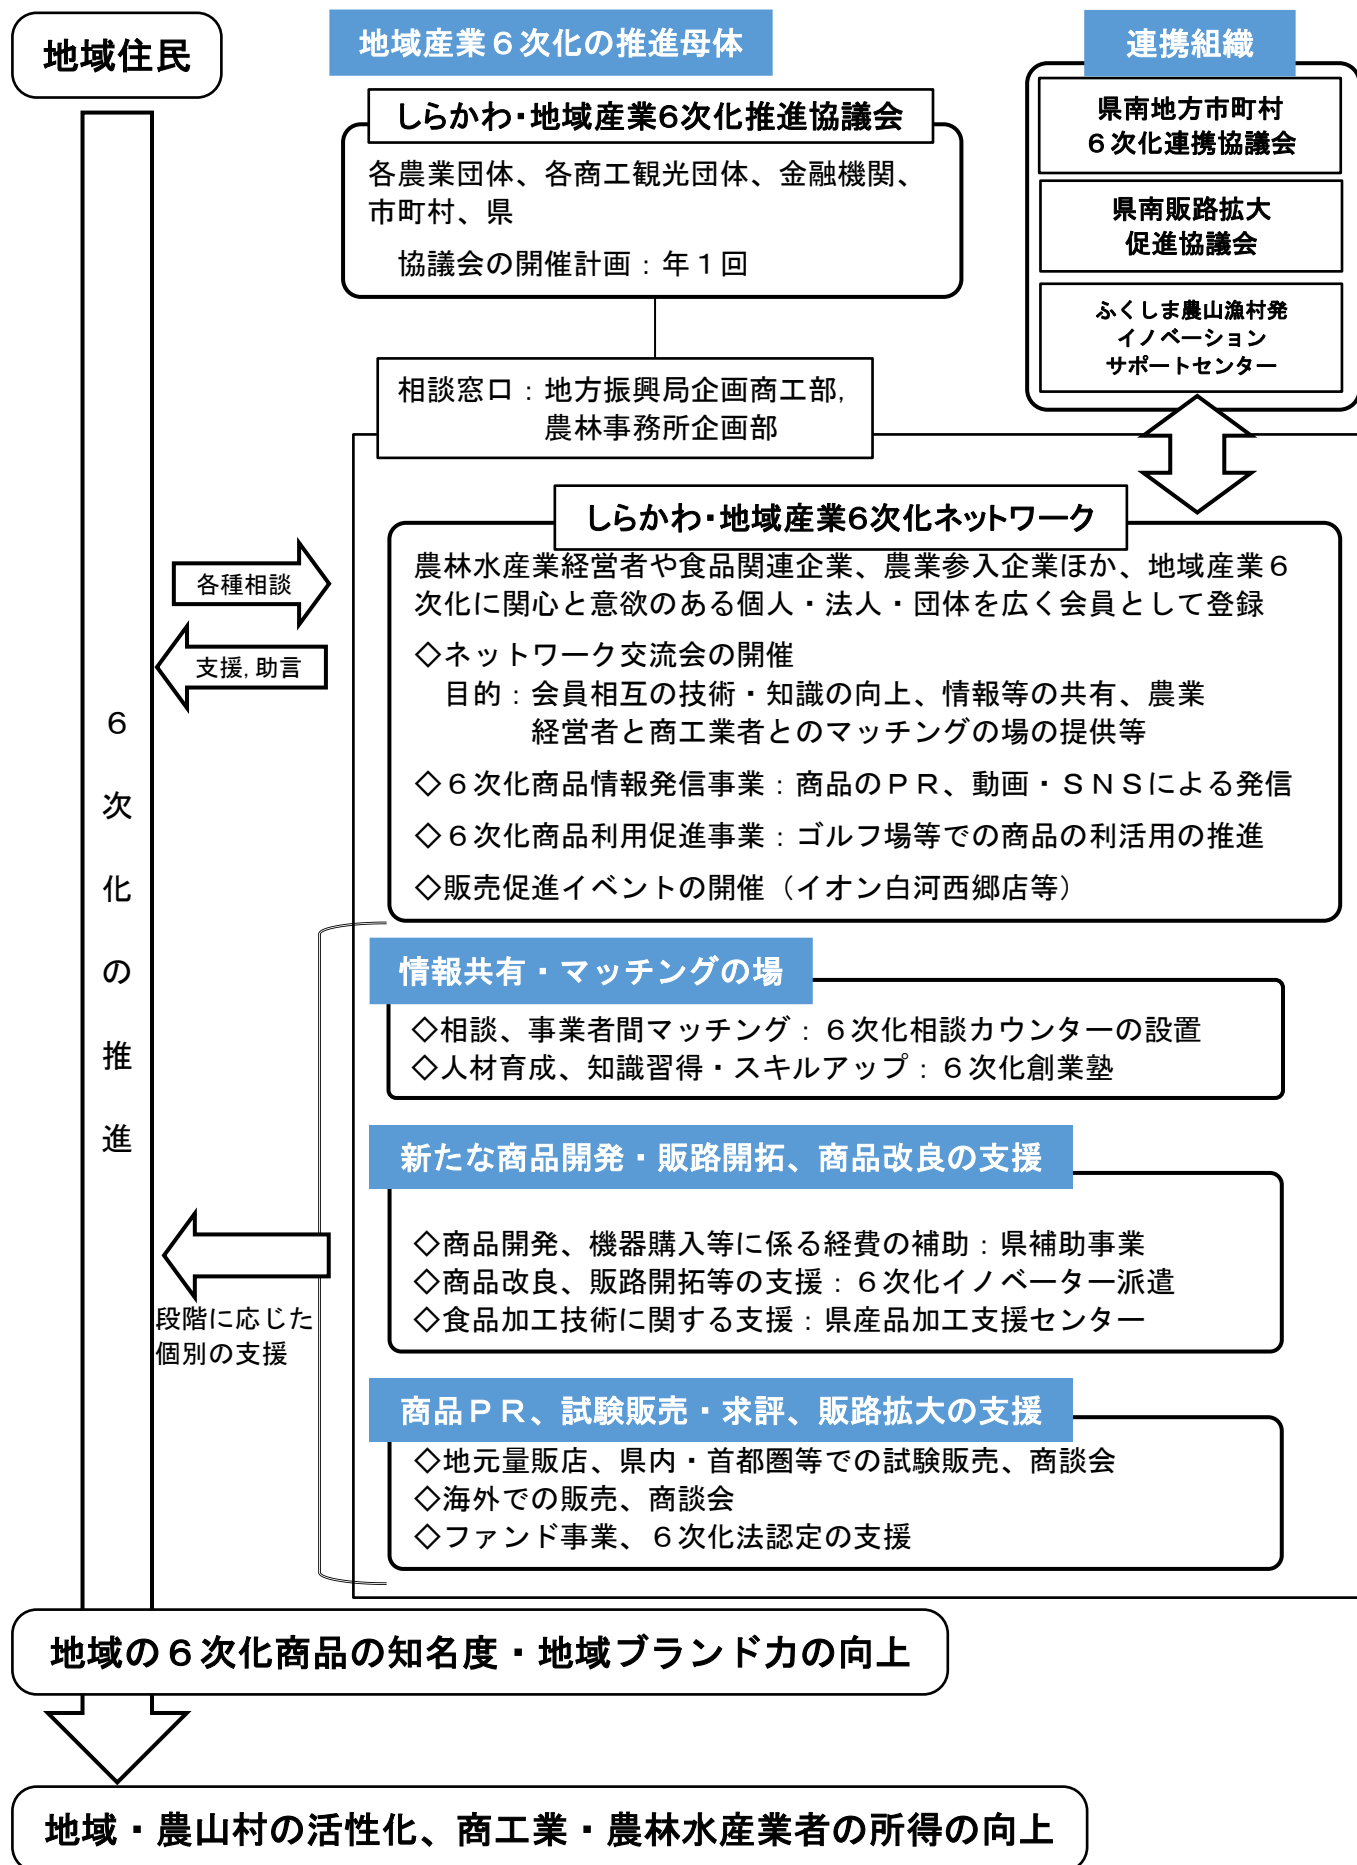 地域住民
地域産業６次化の推進母体
連携組織
しらかわ・地域産業6次化推進協議会
各農業団体、各商工観光団体、金融機関、
市町村、県
協議会の開催計画：年１回
県南地方市町村
６次化連携協議会
県南販路拡大
促進協議会
ふくしま農山漁村発
イノベーション
サポートセンター
相談窓口：地方振興局企画商工部,
農林事務所企画部
しらかわ・地域産業6次化ネットワーク
農林水産業経営者や食品関連企業、農業参入企業ほか、地域産業６
次化に関心と意欲のある個人・法人・団体を広く会員として登録
◇ネットワーク交流会の開催
目的：会員相互の技術・知識の向上、情報等の共有、農業
経営者と商工業者とのマッチングの場の提供等
◇６次化商品情報発信事業：商品のＰＲ、動画・ＳＮＳによる発信
◇６次化商品利用促進事業：ゴルフ場等での商品の利活用の推進
◇販売促進イベントの開催（イオン白河西郷店等）
各種相談
支援,助言
６次化の推進
情報共有・マッチングの場
◇相談、事業者間マッチング：６次化相談カウンターの設置
◇人材育成、知識習得・スキルアップ：６次化創業塾
新たな商品開発・販路開拓、商品改良の支援
◇商品開発、機器購入等に係る経費の補助：県補助事業
◇商品改良、販路開拓等の支援：６次化イノベーター派遣
◇食品加工技術に関する支援：県産品加工支援センター
段階に応じた
個別の支援
商品ＰＲ、試験販売・求評、販路拡大の支援
◇地元量販店、県内・首都圏等での試験販売、商談会
◇海外での販売、商談会
◇ファンド事業、６次化法認定の支援
地域の６次化商品の知名度・地域ブランド力の向上
地域・農山村の活性化、商工業・農林水産業者の所得の向上